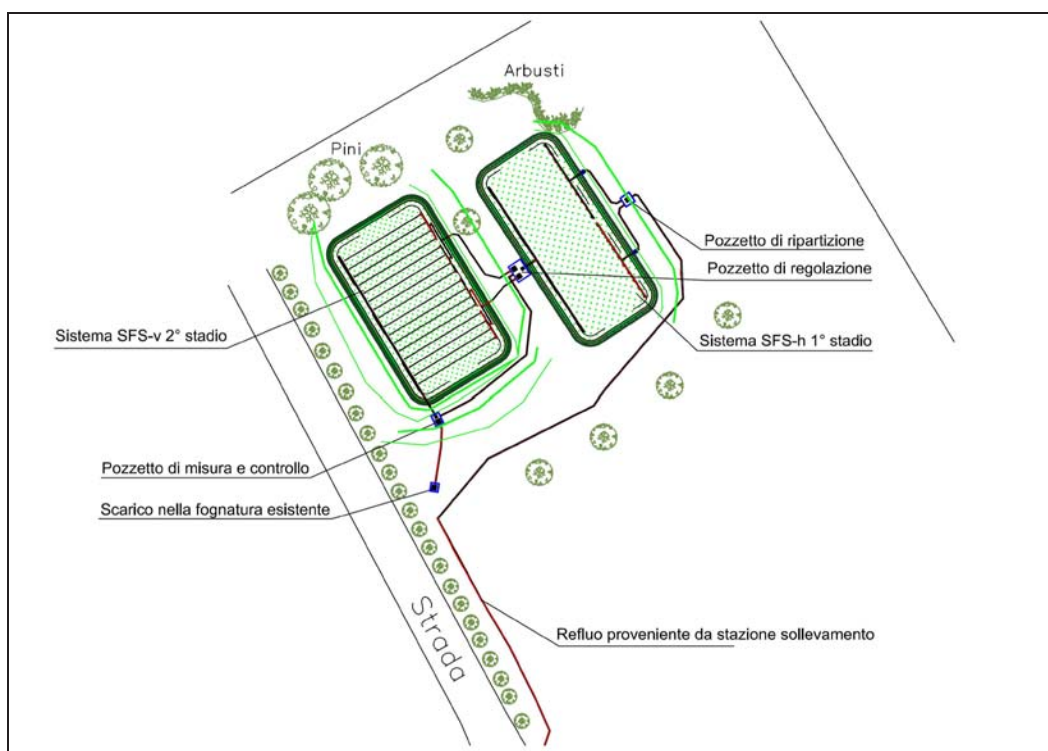 Arbusti
Pini
Pozzetto di ripartizione
Pozzetto di regolazione
Sistema SFS-v 2° stadio
Sistema SFS-h 1° stadio
Pozzetto di misura e controllo
Scarico nella fognatura esistente
Strada
Refluo proveniente da stazione sollevamento